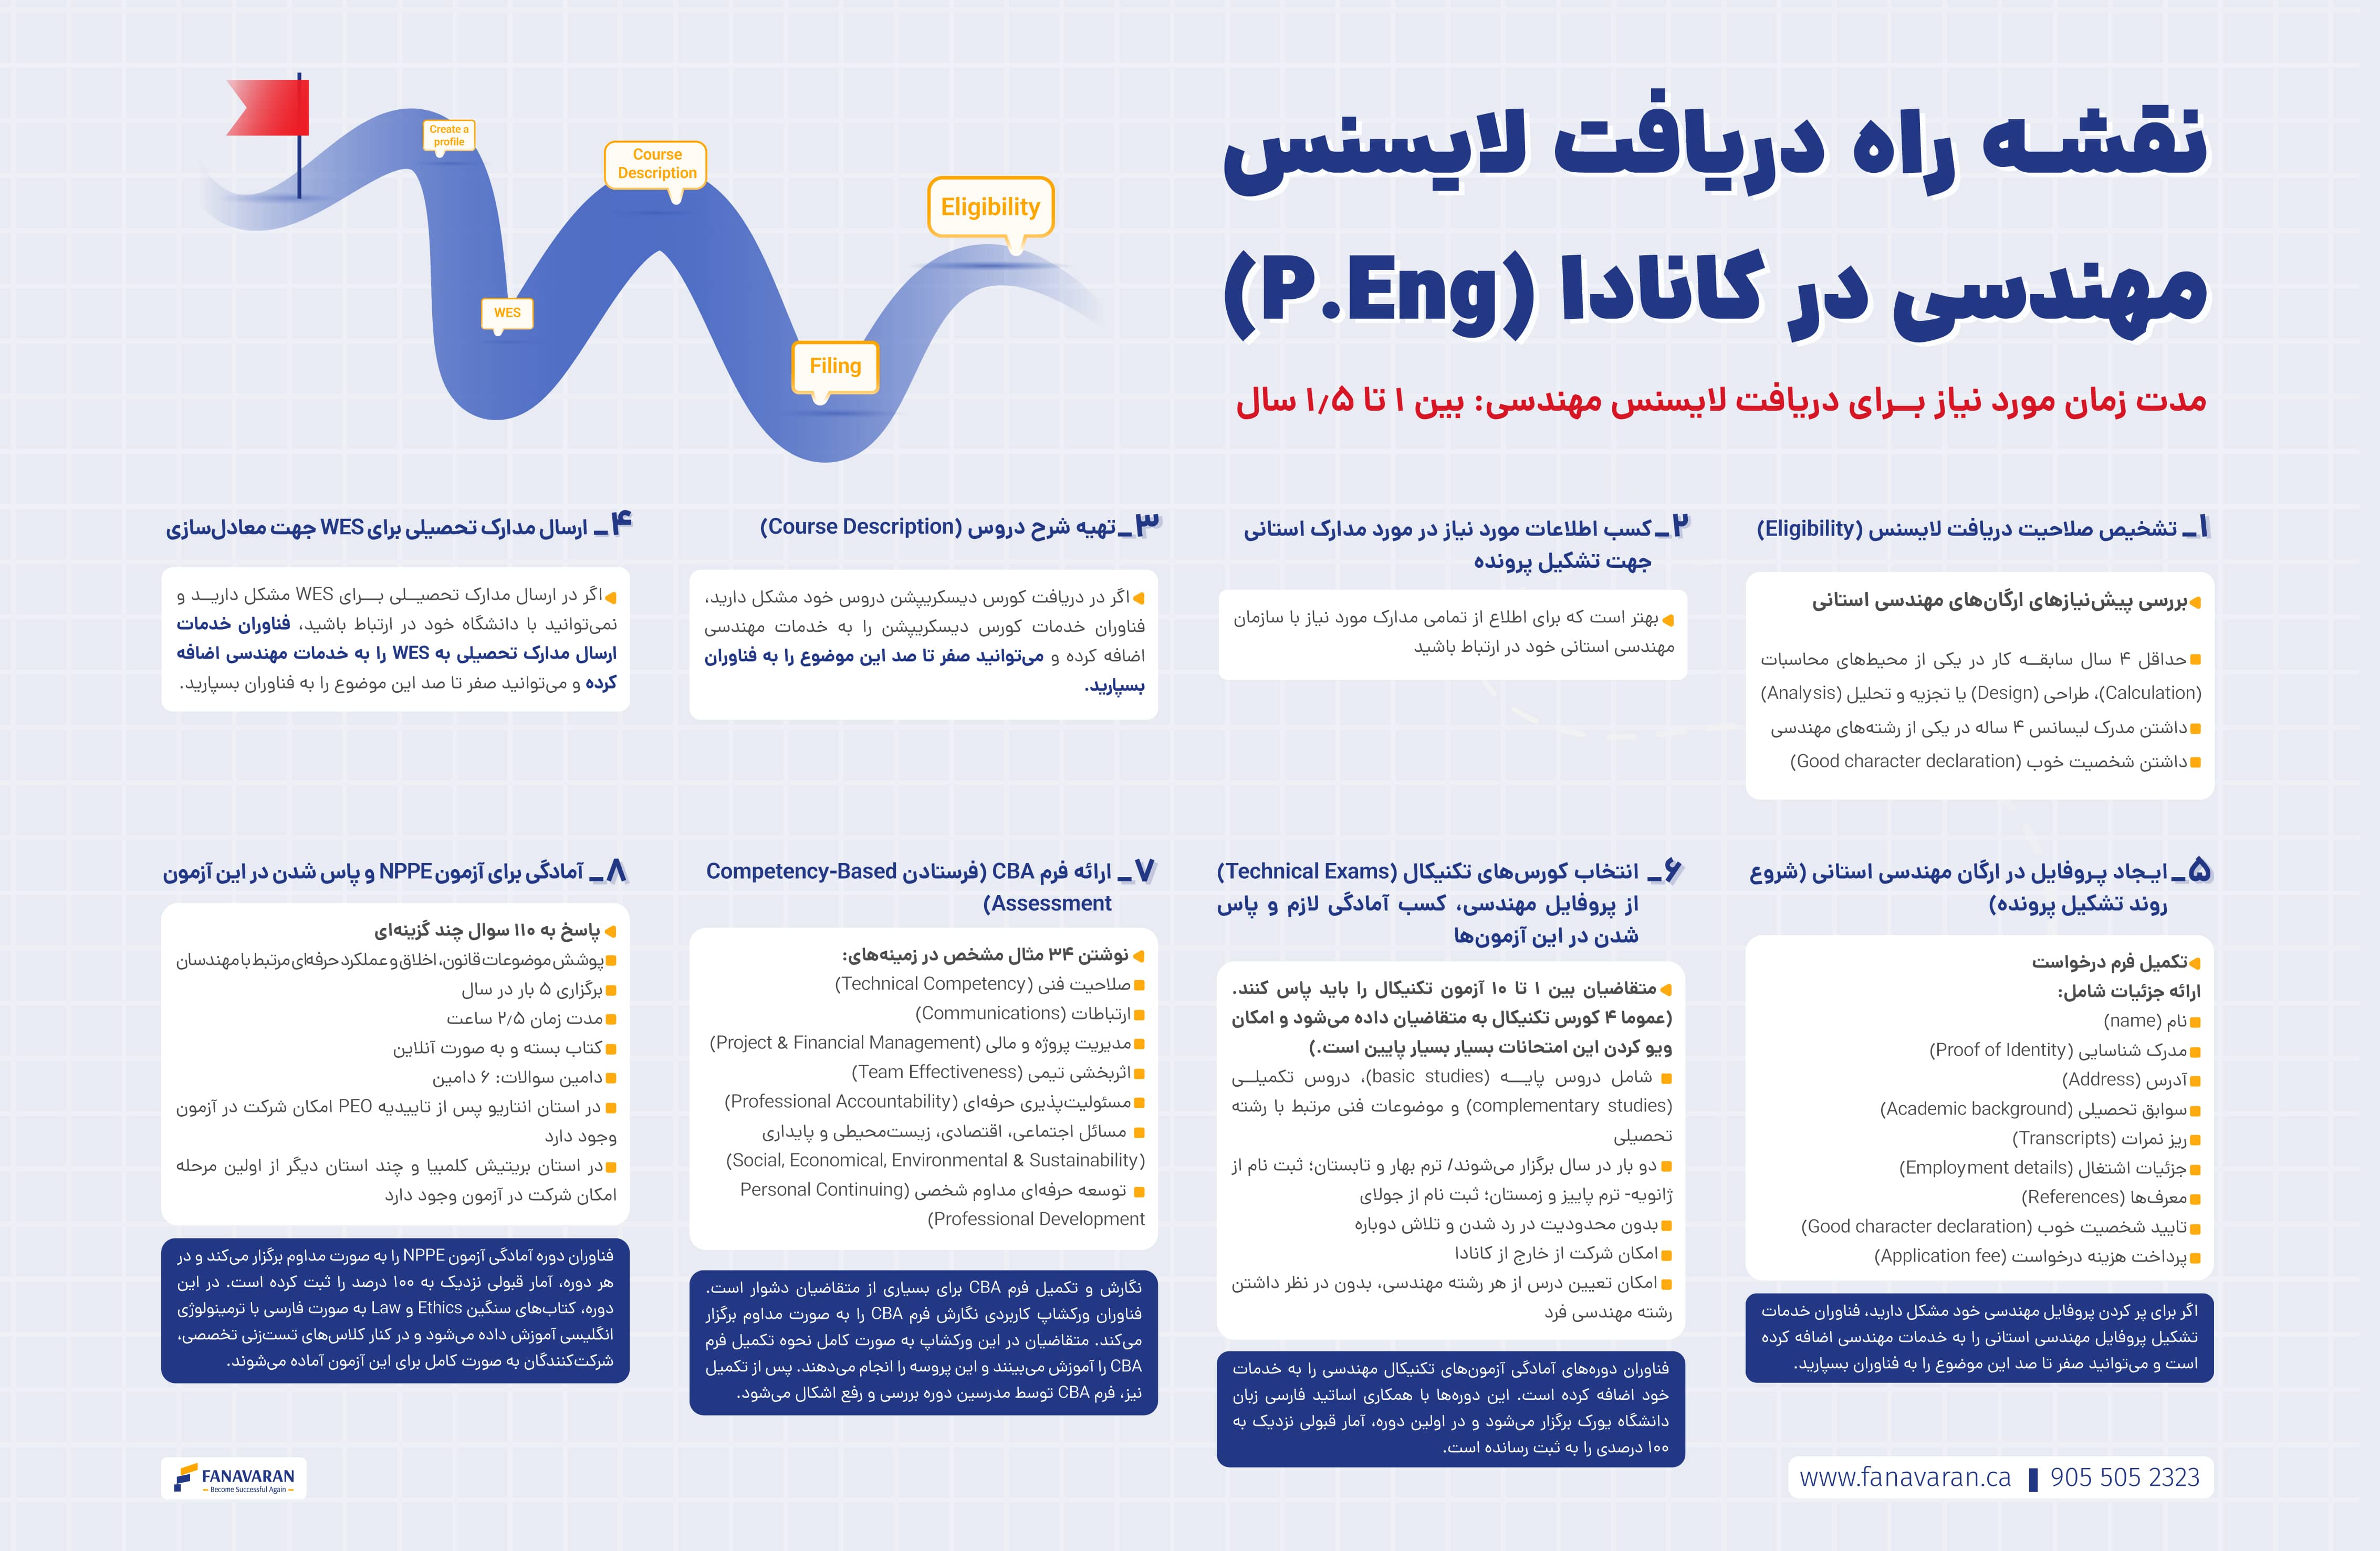 نقشه راه دریافت لایسنس
مهندسی در کانادا (P.Eng)
مدت زمان مورد نیاز بــرای دریافت لایسنس مهندسی: بین ۱ تا ۱٫۵ سال
Eligibility
Filing
Course
Description
WES
Create a
profile
۱_ تشخیص صلاحیت دریافت لایسنس (Eligibility)
بررسی پیش‌نیازهای ارگان‌های مهندسی استانی
حداقل ۴ سال سابقــه کار در یکی از محیط‌های محاسبات
(Calculation)، طراحی (Design) یا تجزیه و تحلیل (Analysis)
داشتن مدرک لیسانس ۴ ساله در یکی از رشته‌های مهندسی
داشتن شخصیت خوب (Good character declaration)
۲_ کسب اطلاعات مورد نیاز در مورد مدارک استانی
جهت تشکیل پرونده
بهتر است که برای اطلاع از تمامی مدارک مورد نیاز با سازمان
مهندسی استانی خود در ارتباط باشید
۳_ تهیه شرح دروس (Course Description)
اگر در دریافت کورس دیسکریپشن دروس خود مشکل دارید،
فناوران خدمات کورس دیسکریپشن را به خدمات مهندسی
اضافه کرده و می‌توانید صفر تا صد این موضوع را به فناوران
بسپارید.
۴_ ارسال مدارک تحصیلی برای WES جهت معادل‌سازی
اگر در ارسال مدارک تحصیــلی بــرای WES مشکل داریــد و
نمی‌توانید با دانشگاه خود در ارتباط باشید، فناوران خدمات
ارسال مدارک تحصیلی به WES را به خدمات مهندسی اضافه
کرده و می‌توانید صفر تا صد این موضوع را به فناوران بسپارید.
۵_ ایـجاد پـروفایل در ارگان مهندسی استانی (شروع
روند تشکیل پرونده)
تکمیل فرم درخواست
ارائه جزئیات شامل:
نام (name)
مدرک شناسایی (Proof of Identity)
آدرس (Address)
سوابق تحصیلی (Academic background)
ریز نمرات (Transcripts)
جزئیات اشتغال (Employment details)
معرف‌ها (References)
تایید شخصیت خوب (Good character declaration)
پرداخت هزینه درخواست (Application fee)
اگر برای پر کردن پروفایل مهندسی خود مشکل دارید، فناوران خدمات
تشکیل پروفایل مهندسی استانی را به خدمات مهندسی اضافه کرده
است و می‌توانید صفر تا صد این موضوع را به فناوران بسپارید.
۶_ انتخاب کورس‌های تکنیکال (Technical Exams)
از پروفایل مهندسی، کسب آمادگی لازم و پاس
شدن در این آزمون‌ها
متقاضیان بین ۱ تا ۱۰ آزمون تکنیکال را باید پاس کنند.
(عموما ۴ کورس تکنیکال به متقاضیان داده می‌شود و امکان
ویو کردن این امتحانات بسیار بسیار پایین است.)
شامل دروس پایــه (basic studies)، دروس تکمیلــی
(complementary studies) و موضوعات فنی مرتبط با رشته
تحصیلی
دو بار در سال برگزار می‌شوند/ ترم بهار و تابستان؛ ثبت نام از
ژانویه- ترم پاییز و زمستان؛ ثبت نام از جولای
بدون محدودیت در رد شدن و تلاش دوباره
امکان شرکت از خارج از کانادا
امکان تعیین درس از هر رشته مهندسی، بدون در نظر داشتن
رشته مهندسی فرد
فناوران دوره‌های آمادگی آزمون‌های تکنیکال مهندسی را به خدمات
خود اضافه کرده است. این دوره‌ها با همکاری اساتید فارسی زبان
دانشگاه یورک برگزار می‌شود و در اولین دوره، آمار قبولی نزدیک به
۱۰۰ درصدی را به ثبت رسانده است.
۷_ ارائه فرم CBA (فرستادن Competency-Based
Assessment)
نوشتن ۳۴ مثال مشخص در زمینه‌های:
صلاحیت فنی (Technical Competency)
ارتباطات (Communications)
مدیریت پروژه و مالی (Project & Financial Management)
اثربخشی تیمی (Team Effectiveness)
مسئولیت‌پذیری حرفه‌ای (Professional Accountability)
مسائل اجتماعی، اقتصادی، زیست‌محیطی و پایداری
(Social, Economical, Environmental & Sustainability)
توسعه حرفه‌ای مداوم شخصی (Personal Continuing
Professional Development)
نگارش و تکمیل فرم CBA برای بسیاری از متقاضیان دشوار است.
فناوران ورکشاپ کاربردی نگارش فرم CBA را به صورت مداوم برگزار
می‌کند. متقاضیان در این ورکشاپ به صورت کامل نحوه تکمیل فرم
CBA را آموزش می‌بینند و این پروسه را انجام می‌دهند. پس از تکمیل
نیز، فرم CBA توسط مدرسین دوره بررسی و رفع اشکال می‌شود.
۸_ آمادگی برای آزمون NPPE و پاس شدن در این آزمون
پاسخ به ۱۱۰ سوال چند گزینه‌ای
پوشش موضوعات قانون، اخلاق و عملکرد حرفه‌ای مرتبط با مهندسان
برگزاری ۵ بار در سال
مدت زمان ۲٫۵ ساعت
کتاب بسته و به صورت آنلاین
دامین سوالات: ۶ دامین
در استان انتاریو پس از تاییدیه PEO امکان شرکت در آزمون
وجود دارد
در استان بریتیش کلمبیا و چند استان دیگر از اولین مرحله
امکان شرکت در آزمون وجود دارد
فناوران دوره آمادگی آزمون NPPE را به صورت مداوم برگزار می‌کند و در
هر دوره، آمار قبولی نزدیک به ۱۰۰ درصد را ثبت کرده است. در این
دوره، کتاب‌های سنگین Ethics و Law به صورت فارسی با ترمینولوژی
انگلیسی آموزش داده می‌شود و در کنار کلاس‌های تست‌زنی تخصصی،
شرکت‌کنندگان به صورت کامل برای این آزمون آماده می‌شوند.
www.fanavaran.ca | 905 505 2323
FANAVARAN
Become Successful Again